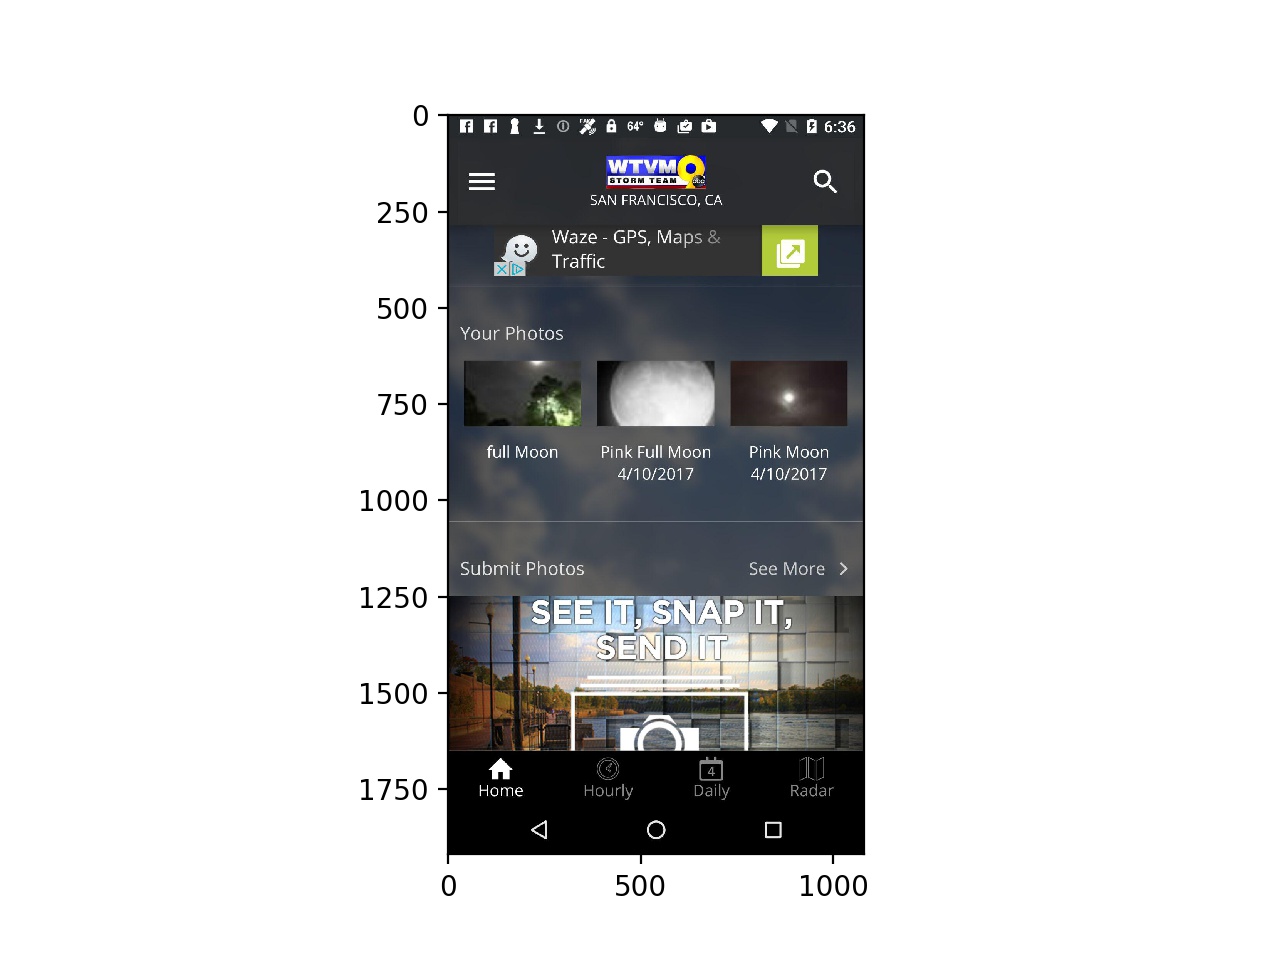 0
250
500
750
1000
1250
1500
1750
64°
6:36
WTVM 9
STORM TEAM
abc
SAN FRANCISCO, CA
Waze - GPS, Maps &
Traffic
Your Photos
full Moon
Pink Full Moon
4/10/2017
Pink Moon
4/10/2017
Submit Photos
See More
SEE IT, SNAP IT,
SEND IT
4
Home
Hourly
Daily
Radar
0
500
1000